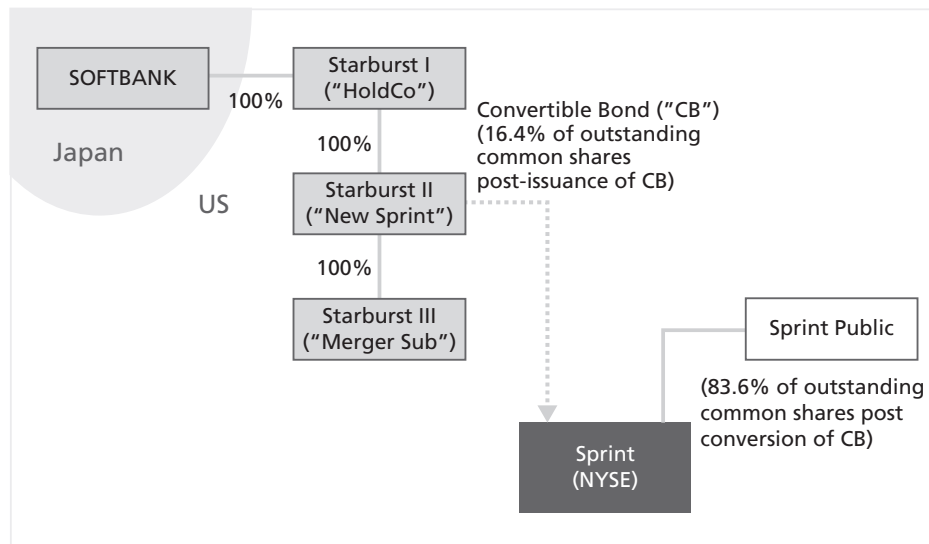 SOFTBANK
100%
Starburst I
(“HoldCo”)
Japan
US
100%
Convertible Bond (“CB”)
(16.4% of outstanding
common shares
post-issuance of CB)
Starburst II
(“New Sprint”)
100%
Starburst III
(“Merger Sub”)
Sprint Public
(83.6% of outstanding
common shares post
conversion of CB)
Sprint
(NYSE)